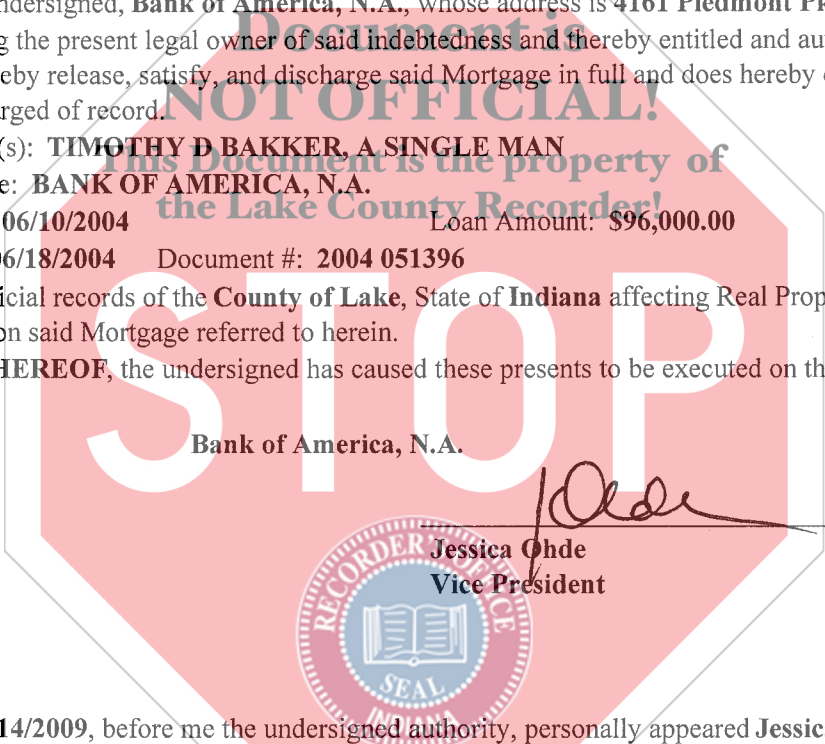 ndersigned, Bank of America, N.A., whose address is 4161 Piedmont Pk
Document is
g the present legal owner of said indebtedness and thereby entitled and au
eby release, satisfy, and discharge said Mortgage in full and does hereby
NOT OFFICIAL!
rged of record.
(s): TIMOTHY D BAKKER, A SINGLE MAN
This Document is the property of
e: BANK OF AMERICA, N.A.
the Lake County Recorder!
06/10/2004 Loan Amount: $96,000.00
6/18/2004 Document #: 2004 051396
icial records of the County of Lake, State of Indiana affecting Real Prop
on said Mortgage referred to herein.
HEREOF, the undersigned has caused these presents to be executed on th
STOP
Bank of America, N.A.
JOhde
Jessica Ohde
Vice President
RECORDER'S OFFICE
SEAL
INDIANA
14/2009, before me the undersigned authority, personally appeared Jessic